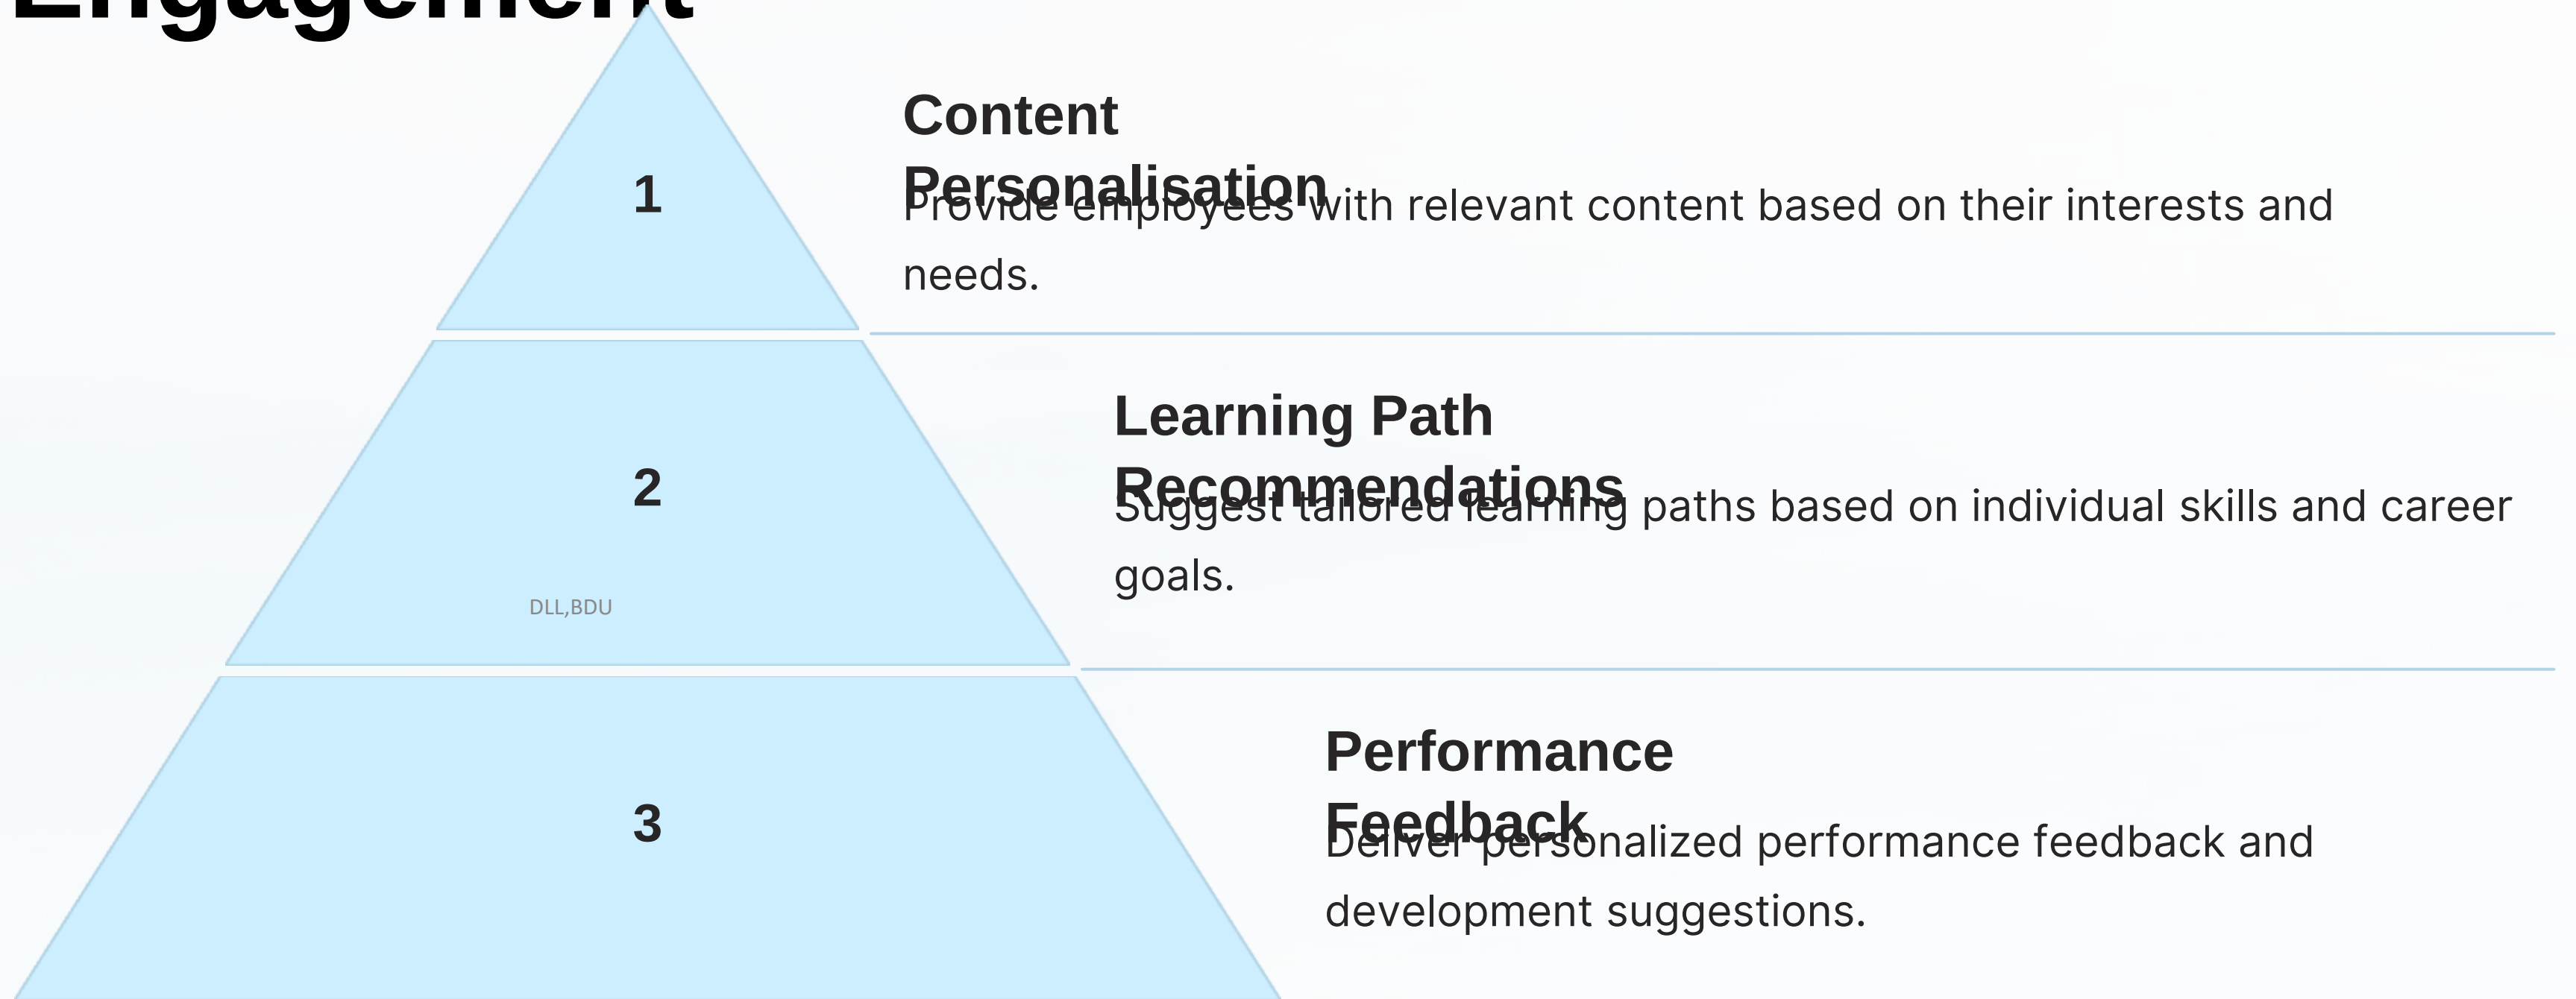 Engagement
1
Content
Personalisation
Provide employees with relevant content based on their interests and
needs.
2
Learning Path
Recommendations
Suggest tailored learning paths based on individual skills and career
goals.
DLL,BDU
3
Performance
Feedback
Deliver personalized performance feedback and
development suggestions.